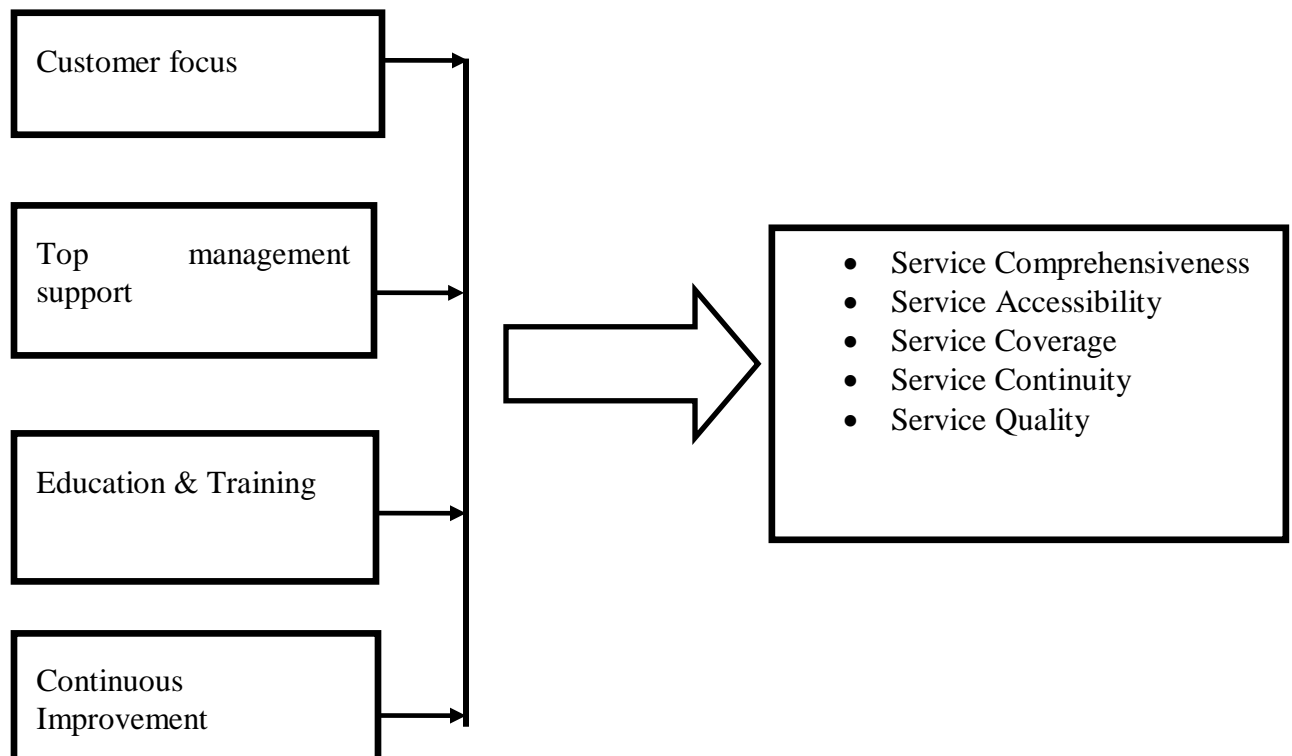 Customer focus
Top management
support
Education & Training
Continuous
Improvement
• Service Comprehensiveness
• Service Accessibility
• Service Coverage
• Service Continuity
• Service Quality